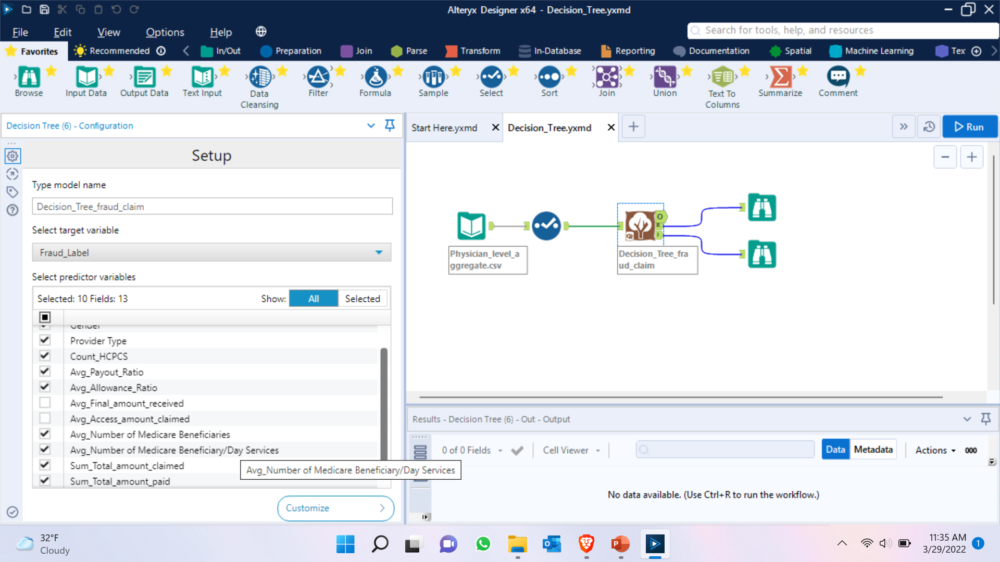 Alteryx Designer x64 - Decision_Tree.yxmd
File Edit View Options Help
Search for tools, help, and resources
Favorites Recommended In/Out Preparation Join Parse Transform In-Database Reporting Documentation Spatial Machine Learning Tex
Browse Input Data Output Data Text Input Data Cleansing Filter Formula Sample Select Sort Join Union Text To Columns Summarize Comment
Decision Tree (6) - Configuration
Start Here.yxmd Decision_Tree.yxmd Run
Setup
Type model name
Decision_Tree_fraud_claim
Select target variable
Fraud_Label
Select predictor variables
Selected: 10 Fields: 13 Show: All Selected
Gender
Provider Type
Count_HCPCS
Avg_Payout_Ratio
Avg_Allowance_Ratio
Avg_Final_amount_received
Avg_Access_amount_claimed
Avg_Number of Medicare Beneficiaries
Avg_Number of Medicare Beneficiary/Day Services
Sum_Total_amount_claimed
Avg_Number of Medicare Beneficiary/Day Services
Sum_Total_amount_paid
Customize
O
R
I
R
Physician_level_a
ggregate.csv
Decision_Tree_fra
ud_claim
Results - Decision Tree (6) - Out - Output
0 of 0 Fields Cell Viewer Data Metadata Actions 000
No data available. (Use Ctrl+R to run the workflow.)
32°F
Cloudy
11:35 AM
3/29/2022
1